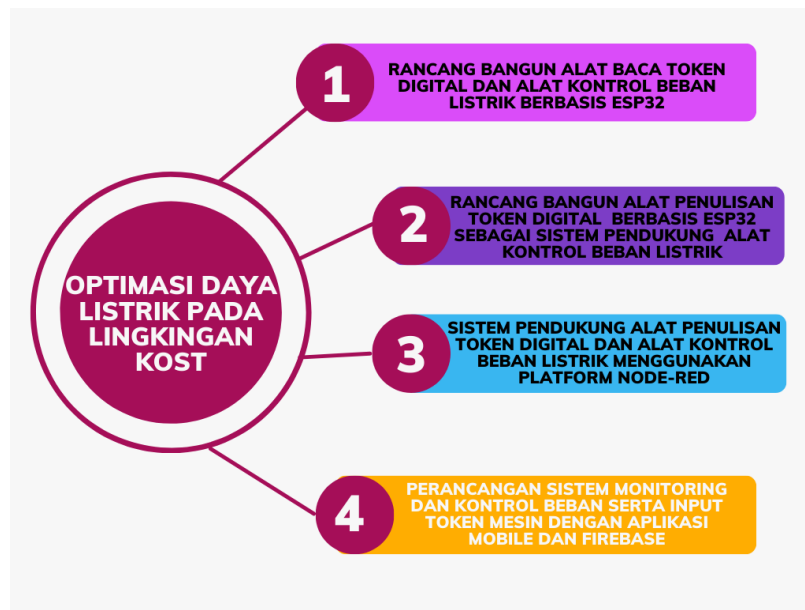 OPTIMASI DAYA
LISTRIK PADA
LINGKINGAN
KOST
1
RANCANG BANGUN ALAT BACA TOKEN
DIGITAL DAN ALAT KONTROL BEBAN
LISTRIK BERBASIS ESP32
2
RANCANG BANGUN ALAT PENULISAN
TOKEN DIGITAL BERBASIS ESP32
SEBAGAI SISTEM PENDUKUNG ALAT
KONTROL BEBAN LISTRIK
3
SISTEM PENDUKUNG ALAT PENULISAN
TOKEN DIGITAL DAN ALAT KONTROL
BEBAN LISTRIK MENGGUNAKAN
PLATFORM NODE-RED
4
PERANCANGAN SISTEM MONITORING
DAN KONTROL BEBAN SERTA INPUT
TOKEN MESIN DENGAN APLIKASI
MOBILE DAN FIREBASE